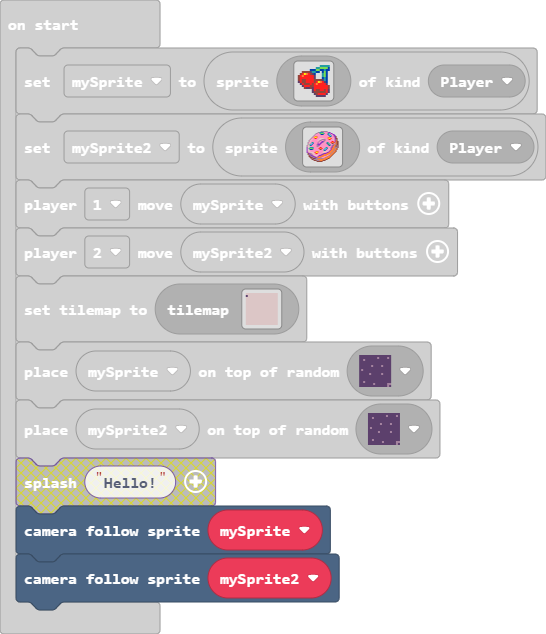 on start
set mySprite to sprite of kind Player
set mySprite2 to sprite of kind Player
player 1 move mySprite with buttons
player 2 move mySprite2 with buttons
set tilemap to tilemap
place mySprite on top of random
place mySprite2 on top of random
splash "Hello!"
camera follow sprite mySprite
camera follow sprite mySprite2